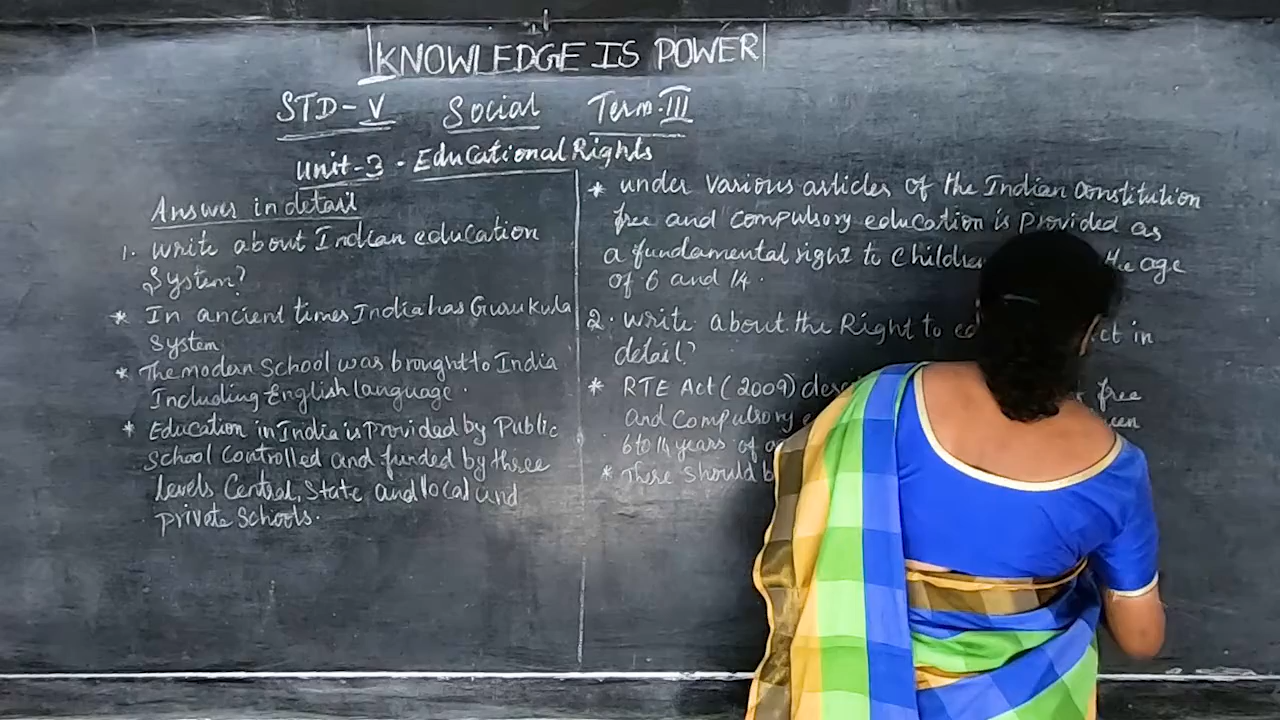 KNOWLEDGE IS POWER
STD-V Social Term-III
Unit-3 - Educational Rights
Answer in detail
1. Write about Indian education
System?
* In ancient times India has Gurukula
System
* The modern School was brought to India
Including English language.
* Education in India is Provided by Public
School Controlled and funded by three
levels Central, State and local and
private Schools.
* under various articles of the Indian Constitution
free and compulsory education is Provided as
a fundamental right to the age
of 6 and 14.
2. Write about the Right to in
detail?
* RTE Act (2009) free
and Compulsory
6 to 14 years of
* There Should